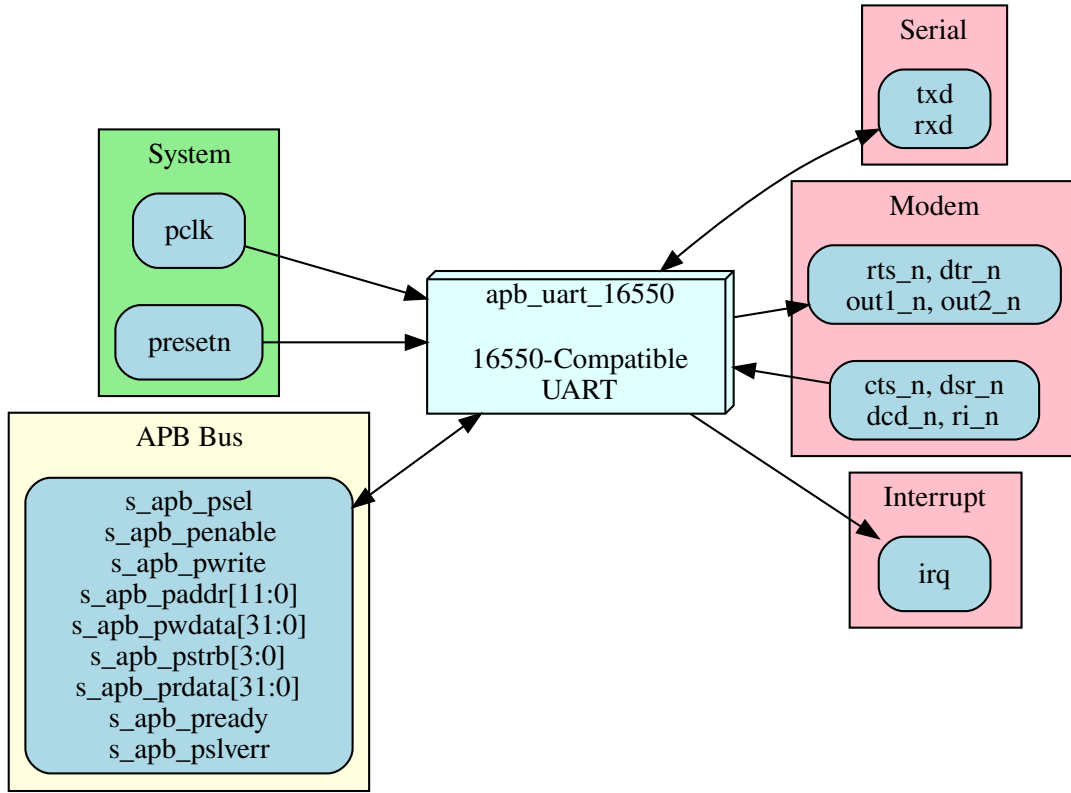 System
pclk
presetn
APB Bus
s_apb_psel
s_apb_penable
s_apb_pwrite
s_apb_paddr[11:0]
s_apb_pwdata[31:0]
s_apb_pstrb[3:0]
s_apb_prdata[31:0]
s_apb_pready
s_apb_pslverr
apb_uart_16550
16550-Compatible
UART
Serial
txd
rxd
Modem
rts_n, dtr_n
out1_n, out2_n
cts_n, dsr_n
dcd_n, ri_n
Interrupt
irq